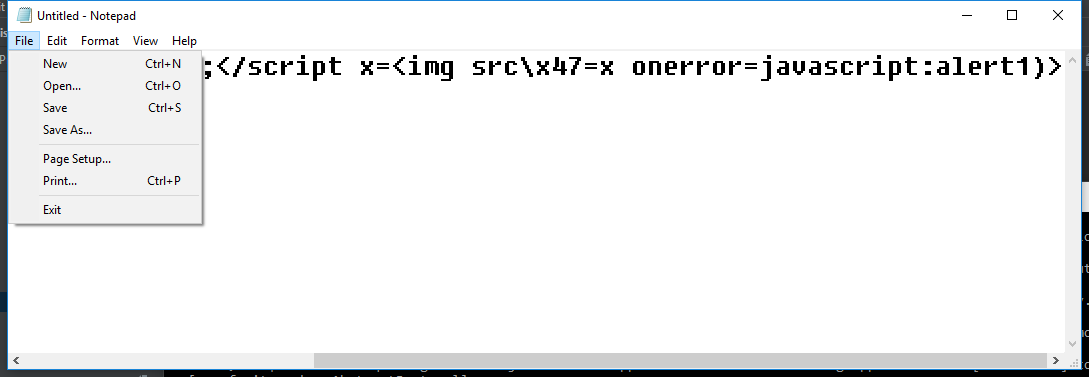 Untitled - Notepad
File Edit Format View Help
;</script x=<img src\x47=x onerror=javascript:alert1)>
New Ctrl+N
Open... Ctrl+O
Save Ctrl+S
Save As...
Page Setup...
Print... Ctrl+P
Exit